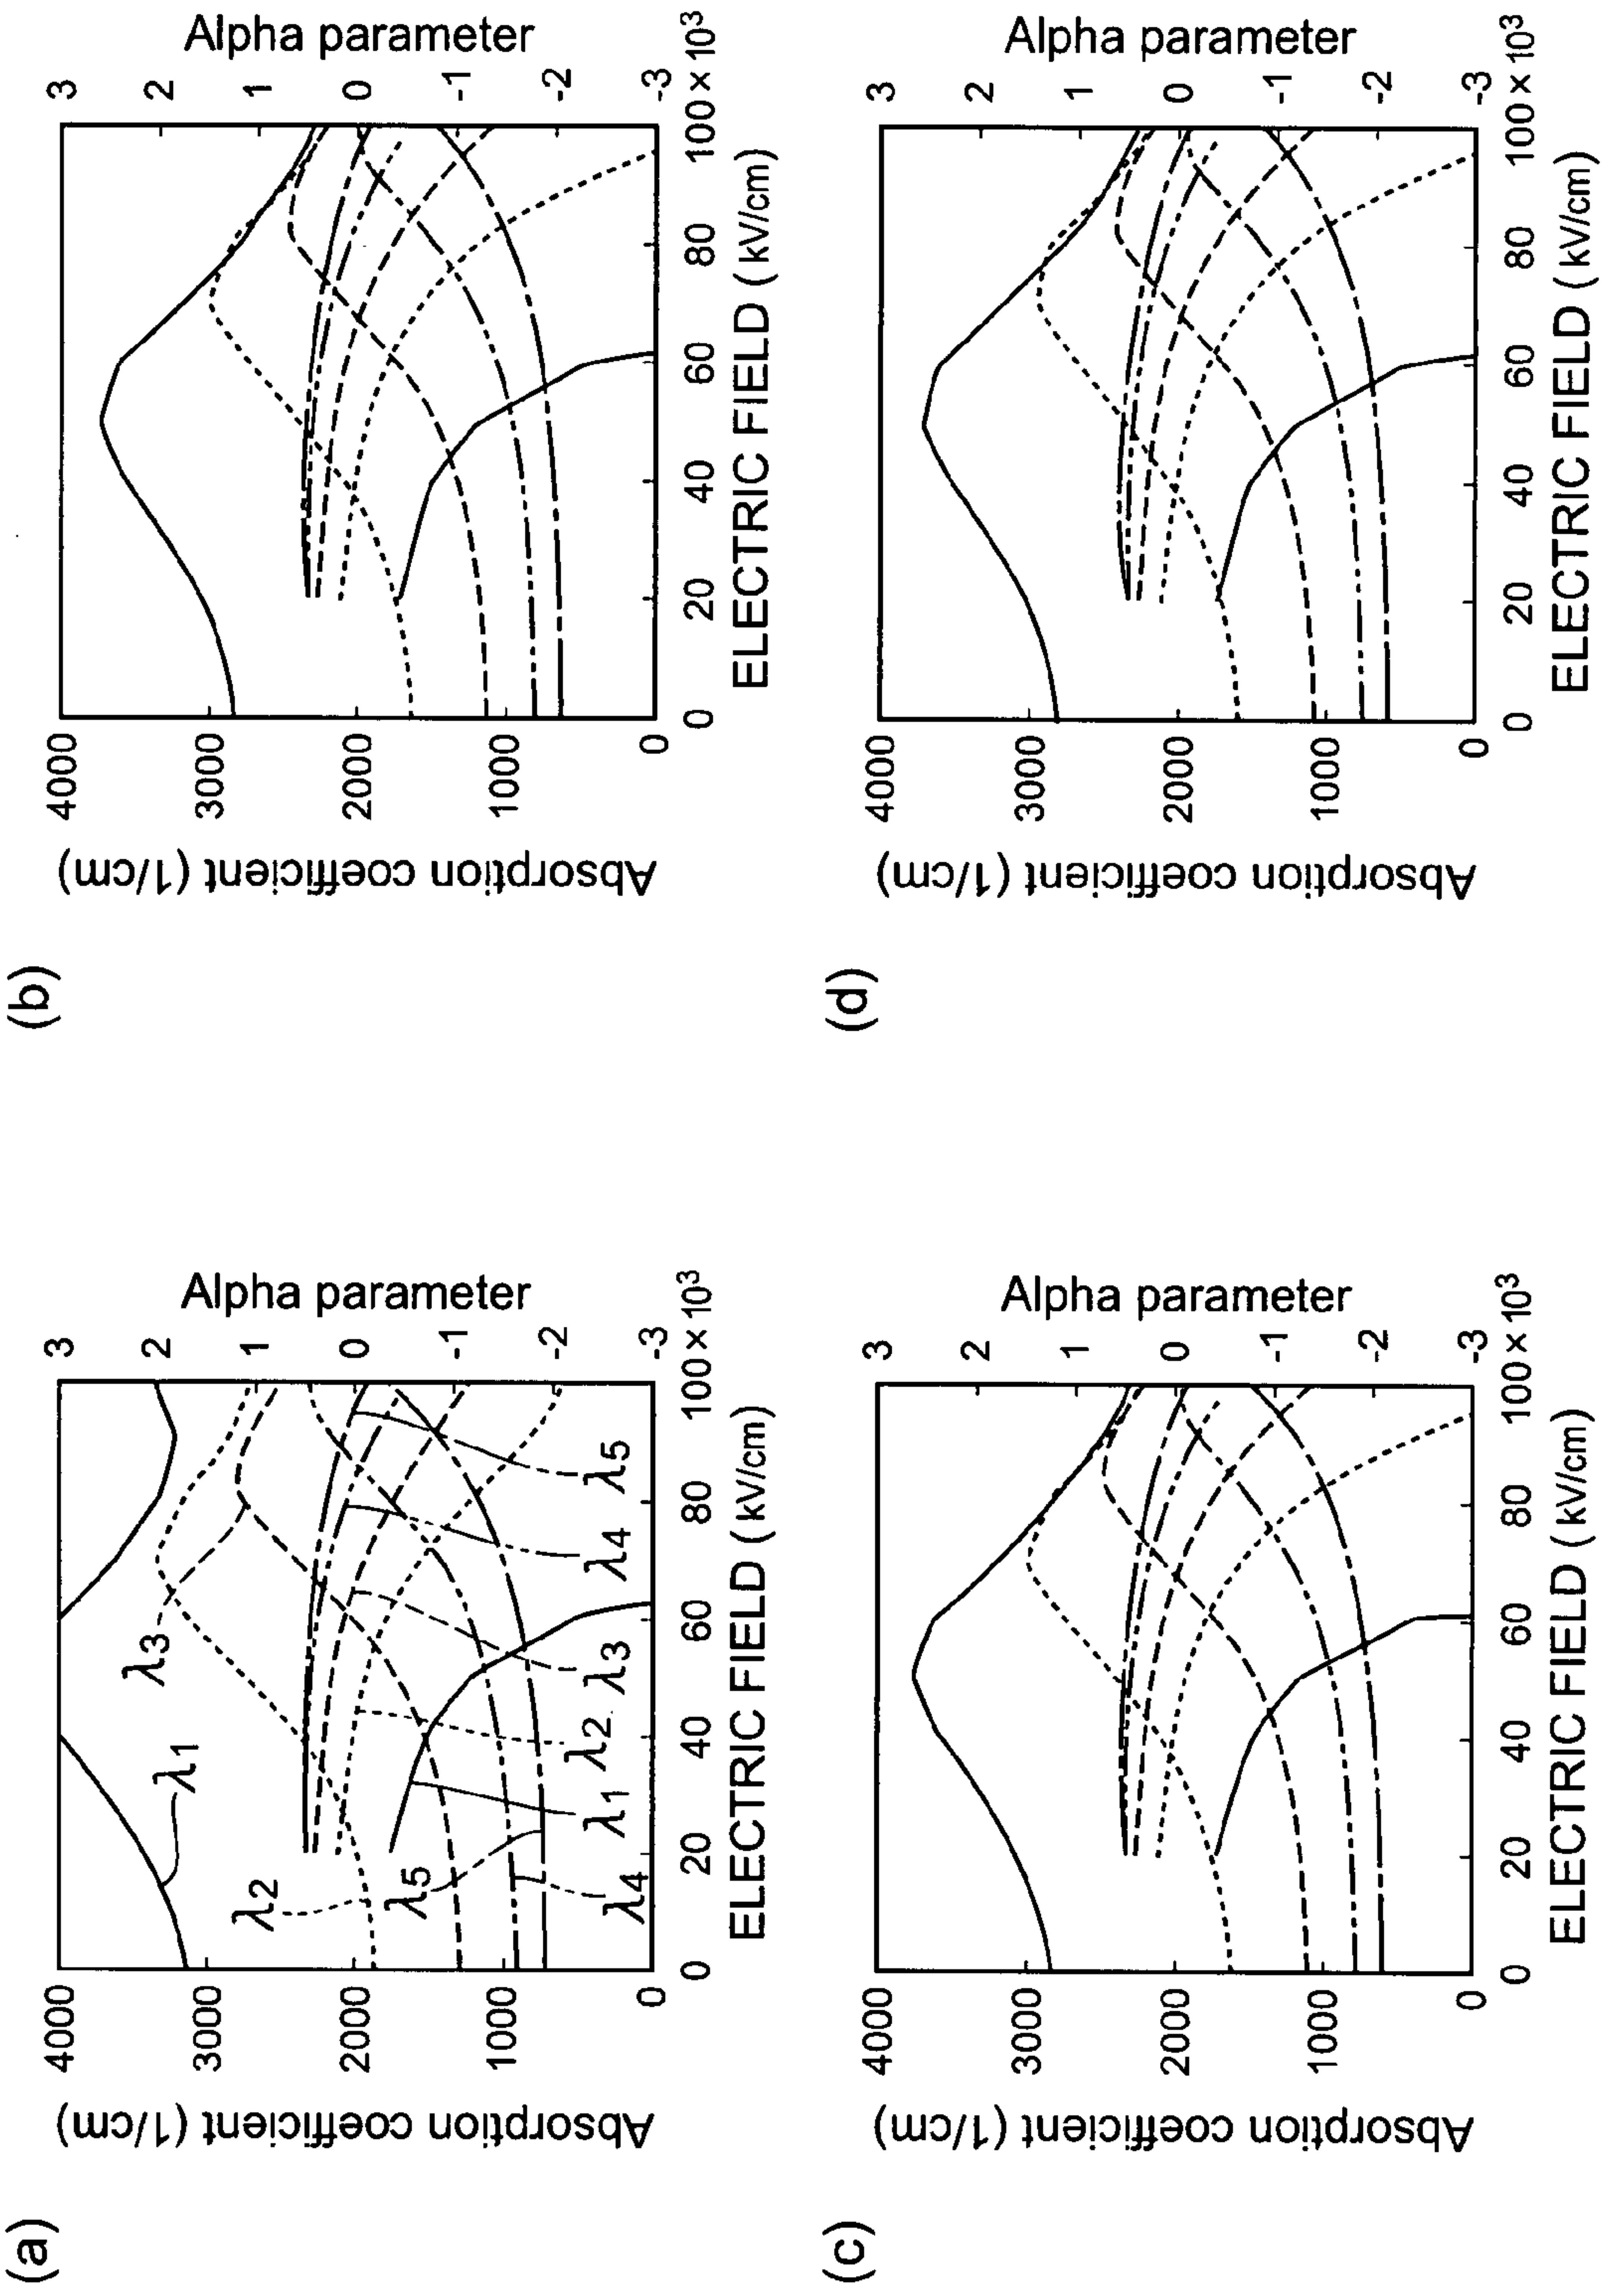 (a)
Absorption coefficient (1/cm)
4000
3000
2000
1000
0
0 20 40 60 80 100×10³
ELECTRIC FIELD (kV/cm)
3
2
1
0
-1
-2
-3
Alpha parameter
λ1
λ3
λ2
λ5
λ4
λ1
λ2
λ3
λ4
λ5
(b)
Absorption coefficient (1/cm)
4000
3000
2000
1000
0
0 20 40 60 80 100×10³
ELECTRIC FIELD (kV/cm)
3
2
1
0
-1
-2
-3
Alpha parameter
(c)
Absorption coefficient (1/cm)
4000
3000
2000
1000
0
0 20 40 60 80 100×10³
ELECTRIC FIELD (kV/cm)
3
2
1
0
-1
-2
-3
Alpha parameter
(d)
Absorption coefficient (1/cm)
4000
3000
2000
1000
0
0 20 40 60 80 100×10³
ELECTRIC FIELD (kV/cm)
3
2
1
0
-1
-2
-3
Alpha parameter